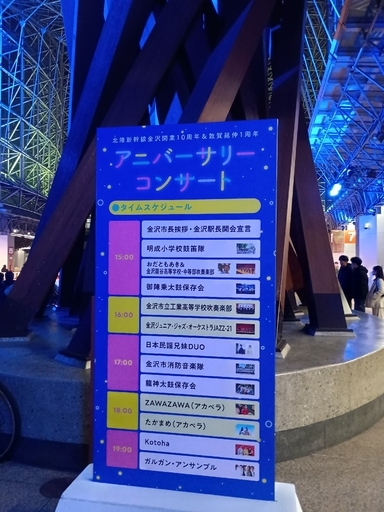 北陸新幹線金沢開業10周年&敦賀延伸1周年
アニバーサリー
コンサート
タイムスケジュール
15:00
金沢市長挨拶・金沢駅長開会宣言
明成小学校鼓笛隊
おだともあき&
金沢龍谷高等学校・中等部吹奏楽部
御陣乗太鼓保存会
16:00
金沢市立工業高等学校吹奏楽部
金沢ジュニア・ジャズ・オーケストラJAZZ-21
17:00
日本民謡兄妹DUO
金沢市消防音楽隊
龍神太鼓保存会
18:00
ZAWAZAWA(アカペラ)
たかまめ(アカペラ)
19:00
Kotoha
ガルガン・アンサンブル